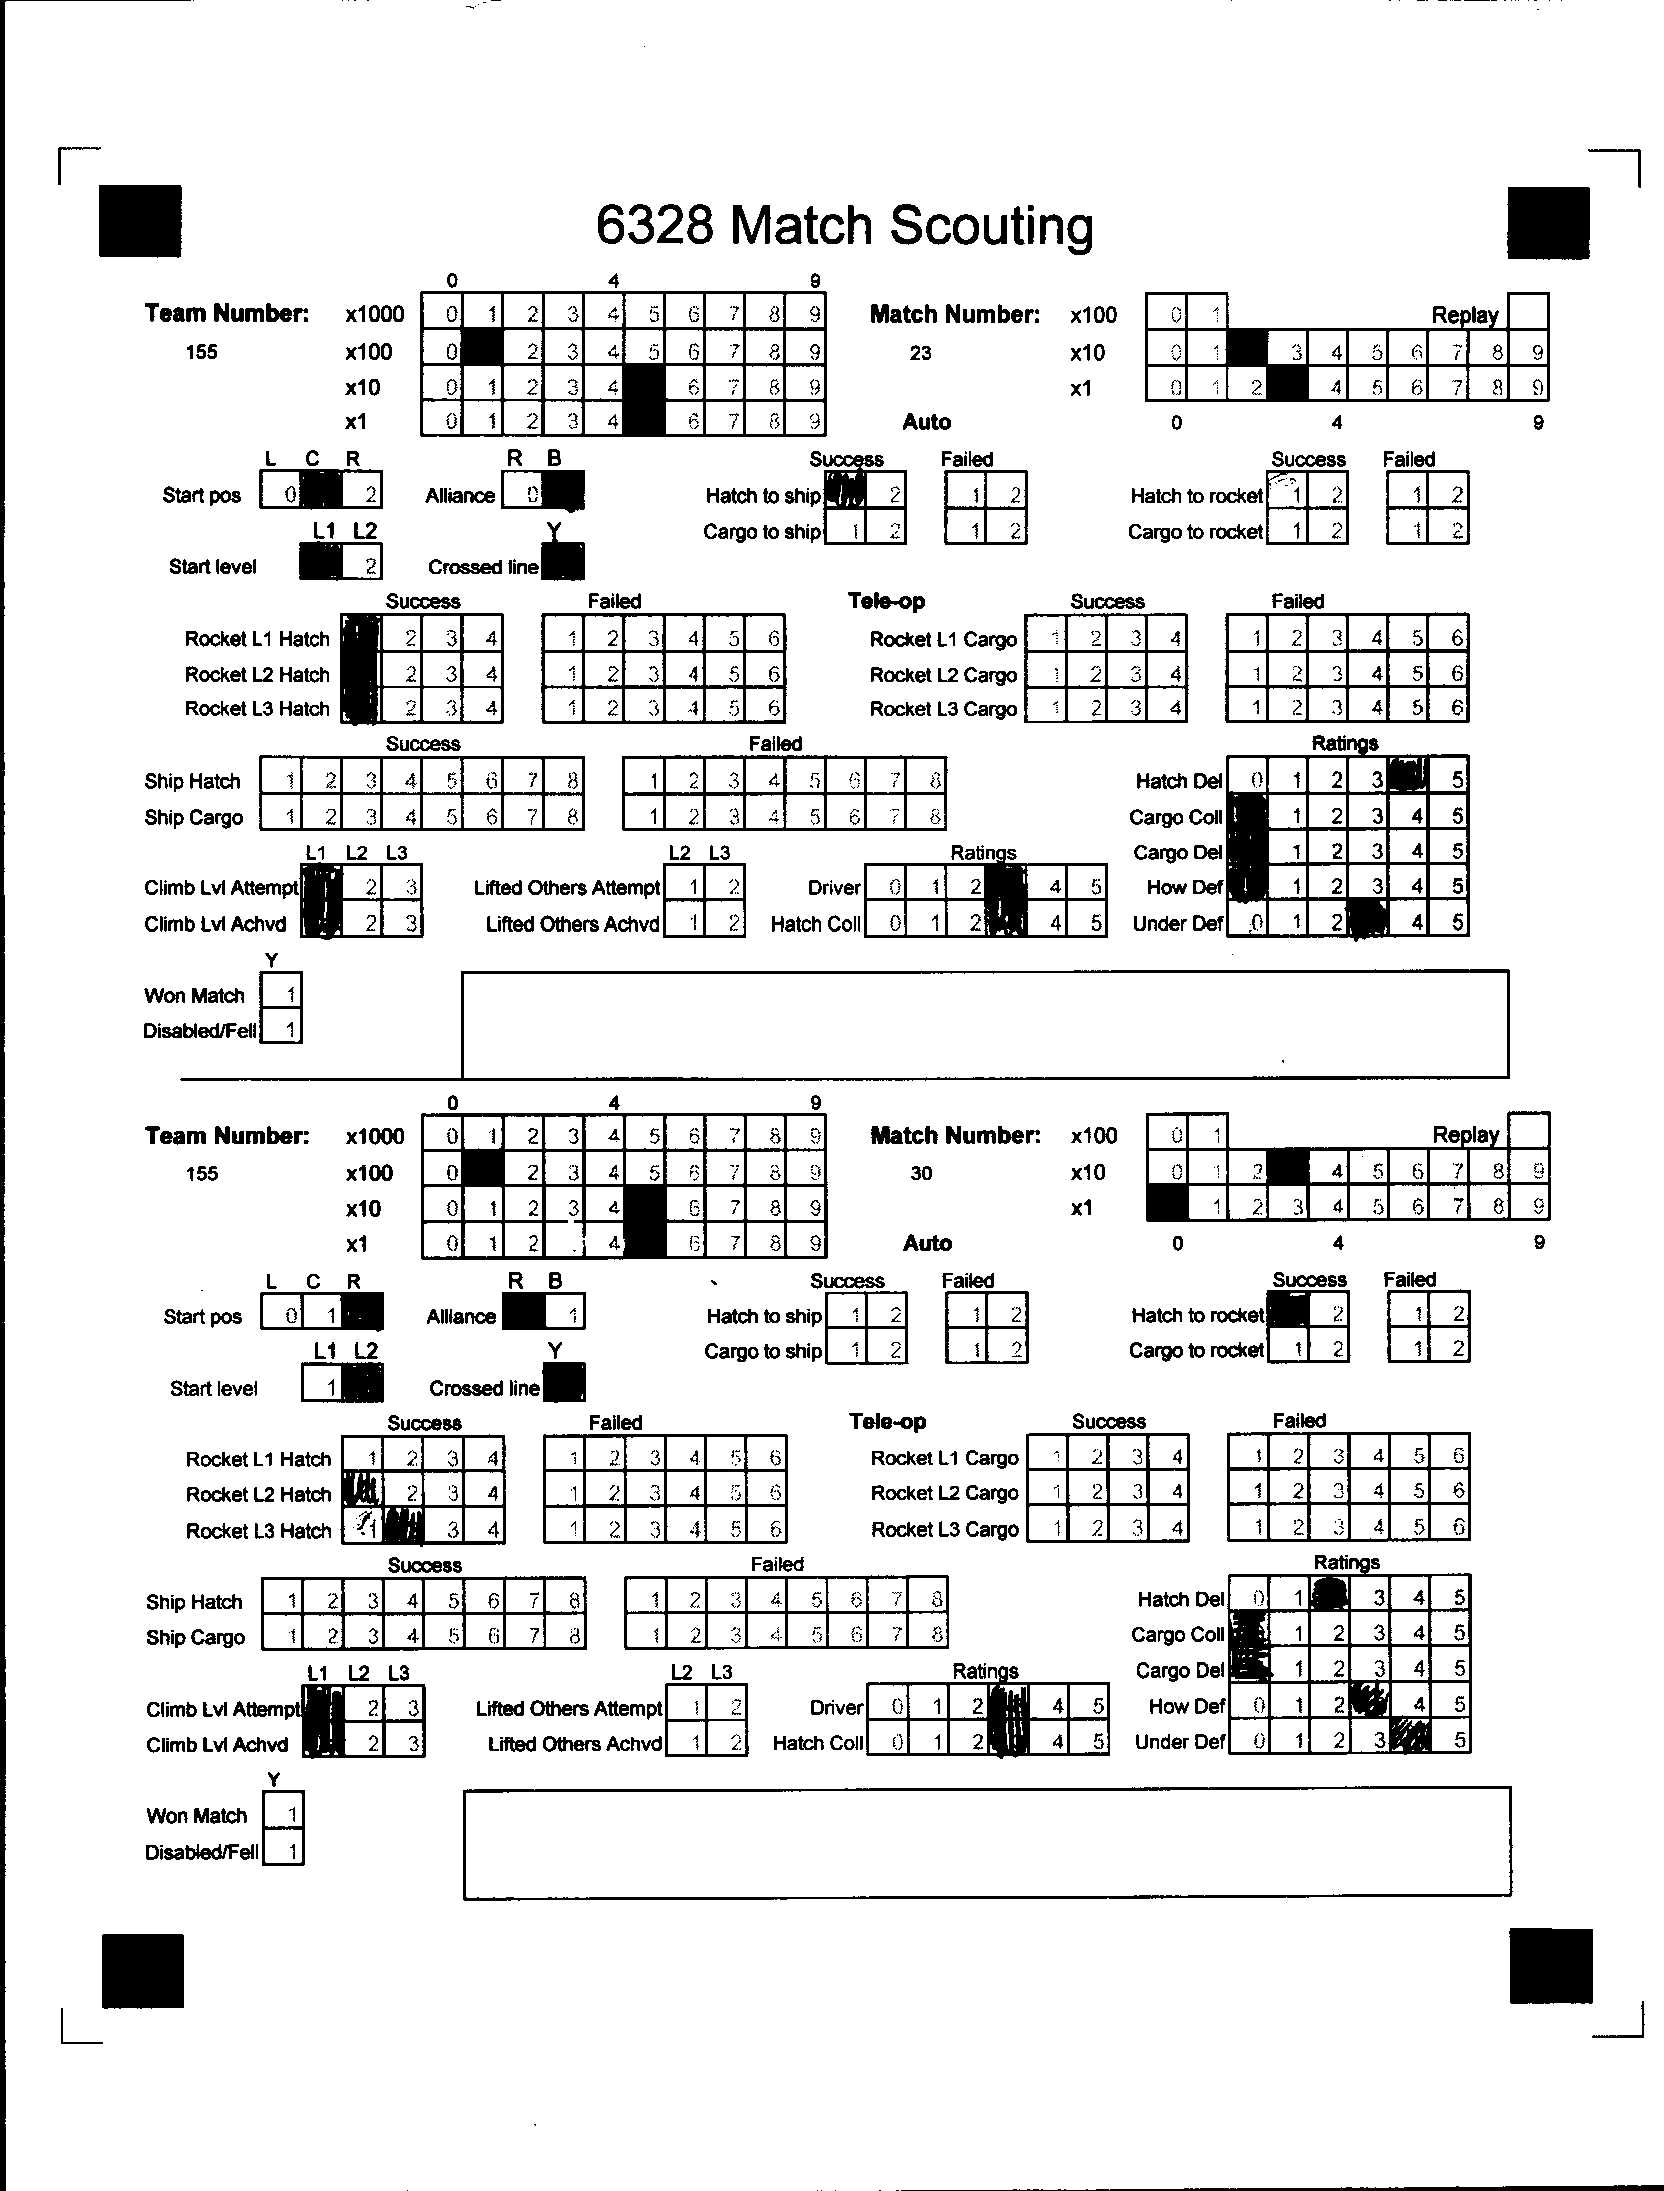 6328 Match Scouting
0 4 9
Team Number: x1000 0 1 2 3 4 5 6 7 8 9 Match Number: x100 0 1 Replay
155 x100 0 2 3 4 5 6 7 8 9 23 x10 0 1 3 4 5 6 7 8 9
x10 0 1 2 3 4 6 7 8 9 x1 0 1 2 4 5 6 7 8 9
x1 0 1 2 3 4 6 7 8 9 Auto 0 4 9
L C R R B Success Failed Success Failed
Start pos 0 2 Alliance 0 Hatch to ship 2 1 2 Hatch to rocket 1 2 1 2
L1 L2 Y Cargo to ship 1 2 1 2 Cargo to rocket 1 2 1 2
Start level 2 Crossed line
Success Failed Tele-op Success Failed
Rocket L1 Hatch 2 3 4 1 2 3 4 5 6 Rocket L1 Cargo 1 2 3 4 1 2 3 4 5 6
Rocket L2 Hatch 2 3 4 1 2 3 4 5 6 Rocket L2 Cargo 1 2 3 4 1 2 3 4 5 6
Rocket L3 Hatch 2 3 4 1 2 3 4 5 6 Rocket L3 Cargo 1 2 3 4 1 2 3 4 5 6
Success Failed Ratings
Ship Hatch 1 2 3 4 5 6 7 8 1 2 3 4 5 6 7 8 Hatch Del 0 1 2 3 5
Ship Cargo 1 2 3 4 5 6 7 8 1 2 3 4 5 6 7 8 Cargo Coll 1 2 3 4 5
L1 L2 L3 L2 L3 Ratings Cargo Del 1 2 3 4 5
Climb Lvl Attempt 2 3 Lifted Others Attempt 1 2 Driver 0 1 2 4 5 How Def 1 2 3 4 5
Climb Lvl Achvd 2 3 Lifted Others Achvd 1 2 Hatch Coll 0 1 2 4 5 Under Def 0 1 2 4 5
Y
Won Match 1
Disabled/Fell 1
0 4 9
Team Number: x1000 0 1 2 3 4 5 6 7 8 9 Match Number: x100 0 1 Replay
155 x100 0 2 3 4 5 6 7 8 9 30 x10 0 1 2 4 5 6 7 8 9
x10 0 1 2 3 4 6 7 8 9 x1 1 2 3 4 5 6 7 8 9
x1 0 1 2 4 6 7 8 9 Auto 0 4 9
L C R R B Success Failed Success Failed
Start pos 0 1 Alliance 1 Hatch to ship 1 2 1 2 Hatch to rocket 2 1 2
L1 L2 Y Cargo to ship 1 2 1 2 Cargo to rocket 1 2 1 2
Start level 1 Crossed line
Success Failed Tele-op Success Failed
Rocket L1 Hatch 1 2 3 4 1 2 3 4 5 6 Rocket L1 Cargo 1 2 3 4 1 2 3 4 5 6
Rocket L2 Hatch 2 3 4 1 2 3 4 5 6 Rocket L2 Cargo 1 2 3 4 1 2 3 4 5 6
Rocket L3 Hatch 1 3 4 1 2 3 4 5 6 Rocket L3 Cargo 1 2 3 4 1 2 3 4 5 6
Success Failed Ratings
Ship Hatch 1 2 3 4 5 6 7 8 1 2 3 4 5 6 7 8 Hatch Del 0 1 3 4 5
Ship Cargo 1 2 3 4 5 6 7 8 1 2 3 4 5 6 7 8 Cargo Coll 1 2 3 4 5
L1 L2 L3 L2 L3 Ratings Cargo Del 1 2 3 4 5
Climb Lvl Attempt 2 3 Lifted Others Attempt 1 2 Driver 0 1 2 4 5 How Def 0 1 2 4 5
Climb Lvl Achvd 2 3 Lifted Others Achvd 1 2 Hatch Coll 0 1 2 4 5 Under Def 0 1 2 3 5
Y
Won Match 1
Disabled/Fell 1